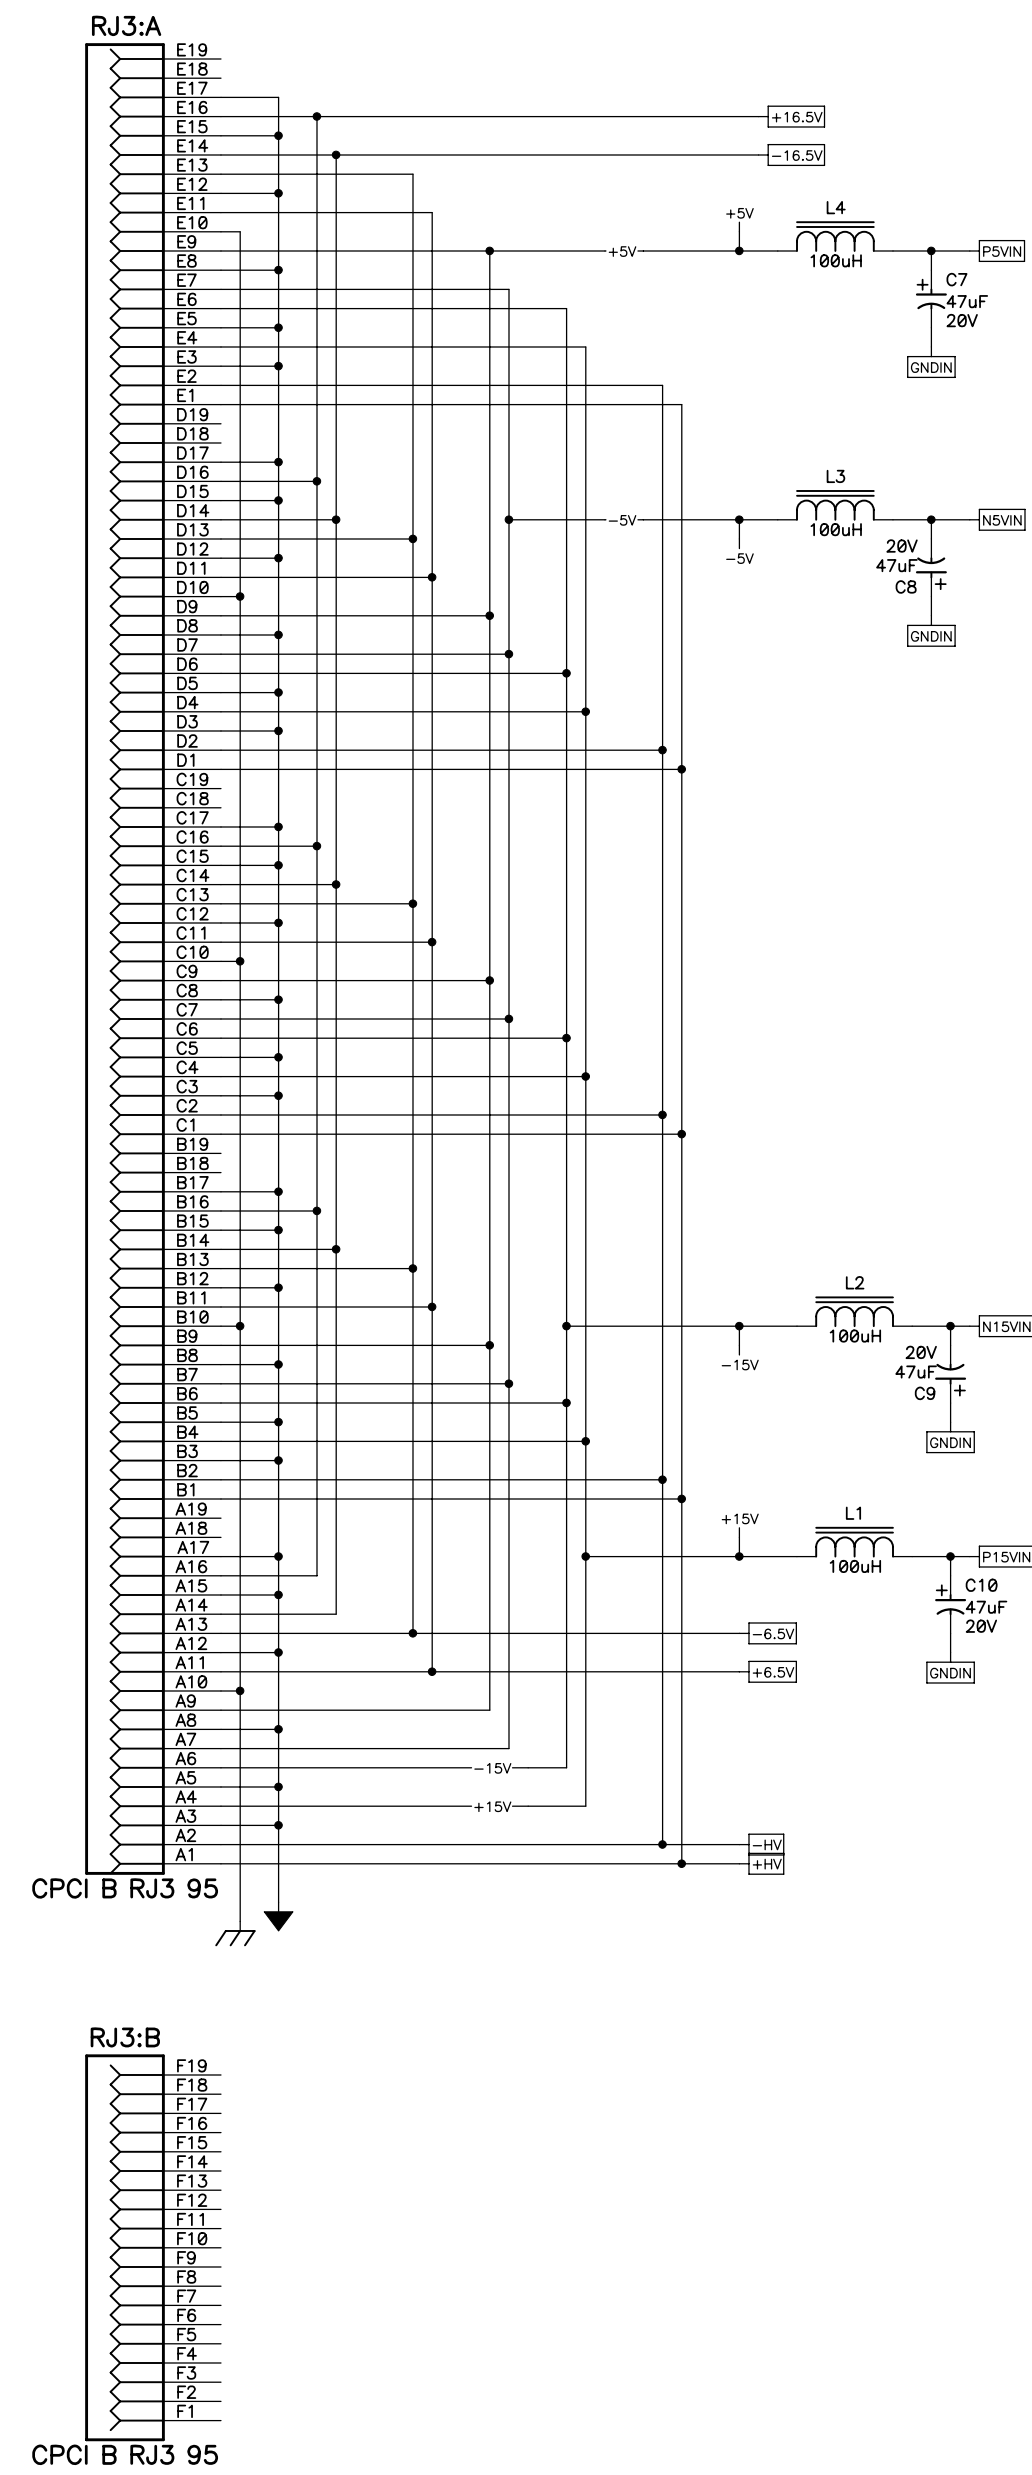 RJ3:A
E19
E18
E17
E16
+16.5V
E15
E14
-16.5V
E13
E12
E11
+5V
L4
E10
E9
+5V
P5VIN
100uH
E8
C7
E7
+
47uF
E6
20V
E5
E4
E3
GNDIN
E2
E1
D19
D18
D17
D16
L3
D15
D14
-5V
N5VIN
100uH
D13
20V
D12
-5V
47uF
D11
C8
+
D10
D9
D8
GNDIN
D7
D6
D5
D4
D3
D2
D1
C19
C18
C17
C16
C15
C14
C13
C12
C11
C10
C9
C8
C7
C6
C5
C4
C3
C2
C1
B19
B18
B17
B16
B15
B14
B13
B12
L2
B11
B10
N15VIN
100uH
B9
20V
B8
-15V
47uF
B7
C9
+
B6
B5
B4
GNDIN
B3
B2
B1
A19
+15V
L1
A18
A17
P15VIN
100uH
A16
C10
A15
+
47uF
A14
20V
A13
-6.5V
A12
A11
+6.5V
GNDIN
A10
A9
A8
A7
A6
-15V
A5
A4
+15V
A3
A2
-HV
A1
+HV
CPCI B RJ3 95
RJ3:B
F19
F18
F17
F16
F15
F14
F13
F12
F11
F10
F9
F8
F7
F6
F5
F4
F3
F2
F1
CPCI B RJ3 95